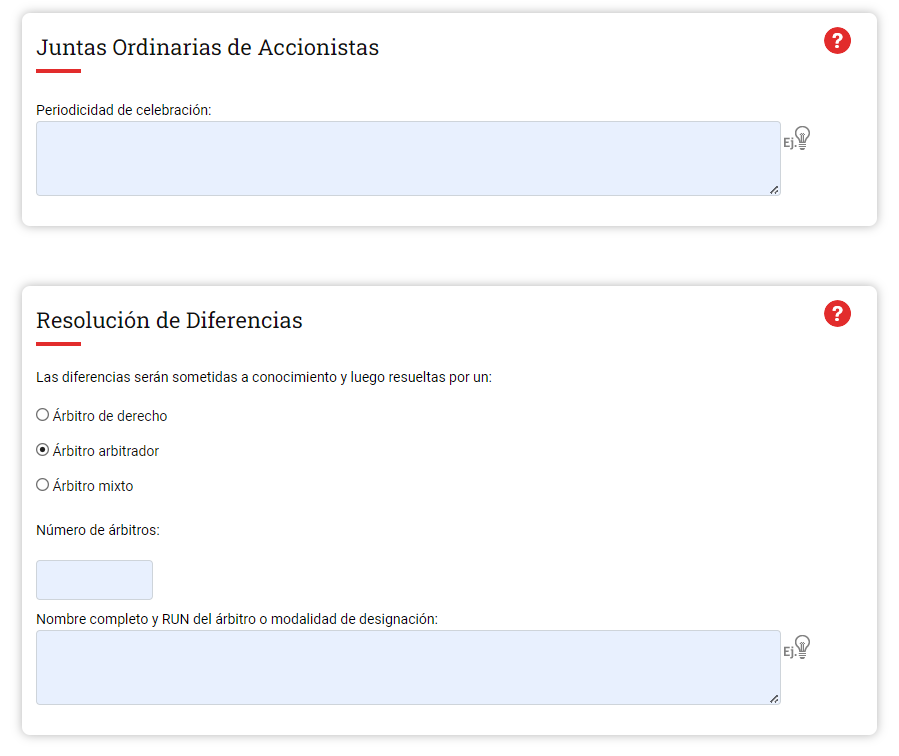 Juntas Ordinarias de Accionistas
?
Periodicidad de celebración:
Ej.
Resolución de Diferencias
?
Las diferencias serán sometidas a conocimiento y luego resueltas por un:
Árbitro de derecho
Árbitro arbitrador
Árbitro mixto
Número de árbitros:
Nombre completo y RUN del árbitro o modalidad de designación:
Ej.